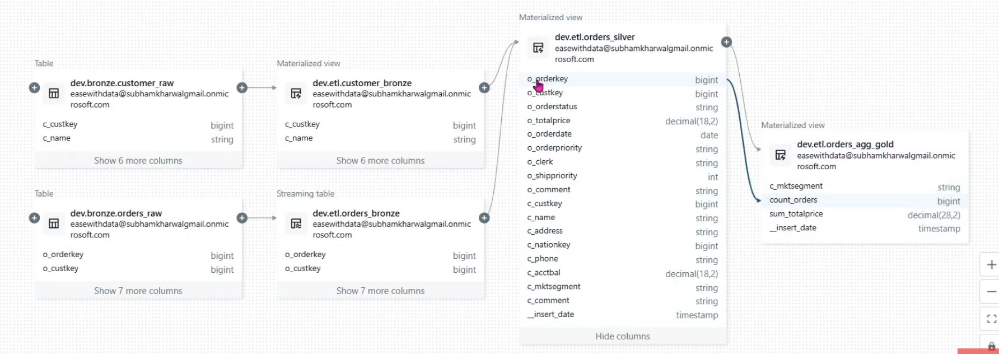 Table
dev.bronze.customer_raw
easewithdata@subhamkharwalgmail.onmic
rosoft.com
c_custkey bigint
c_name string
Show 6 more columns
Table
dev.bronze.orders_raw
easewithdata@subhamkharwalgmail.onmic
rosoft.com
o_orderkey bigint
o_custkey bigint
Show 7 more columns
Materialized view
dev.etl.customer_bronze
easewithdata@subhamkharwalgmail.onmic
rosoft.com
c_custkey bigint
c_name string
Show 6 more columns
Streaming table
dev.etl.orders_bronze
easewithdata@subhamkharwalgmail.onmic
rosoft.com
o_orderkey bigint
o_custkey bigint
Show 7 more columns
Materialized view
dev.etl.orders_silver
easewithdata@subhamkharwalgmail.onmic
rosoft.com
o_orderkey bigint
o_custkey bigint
o_orderstatus string
o_totalprice decimal(18,2)
o_orderdate date
o_orderpriority string
o_clerk string
o_shippriority int
o_comment string
c_custkey bigint
c_name string
c_address string
c_nationkey bigint
c_phone string
c_acctbal decimal(18,2)
c_mktsegment string
c_comment string
__insert_date timestamp
Hide columns
Materialized view
dev.etl.orders_agg_gold
easewithdata@subhamkharwalgmail.onmic
rosoft.com
c_mktsegment string
count_orders bigint
sum_totalprice decimal(28,2)
__insert_date timestamp